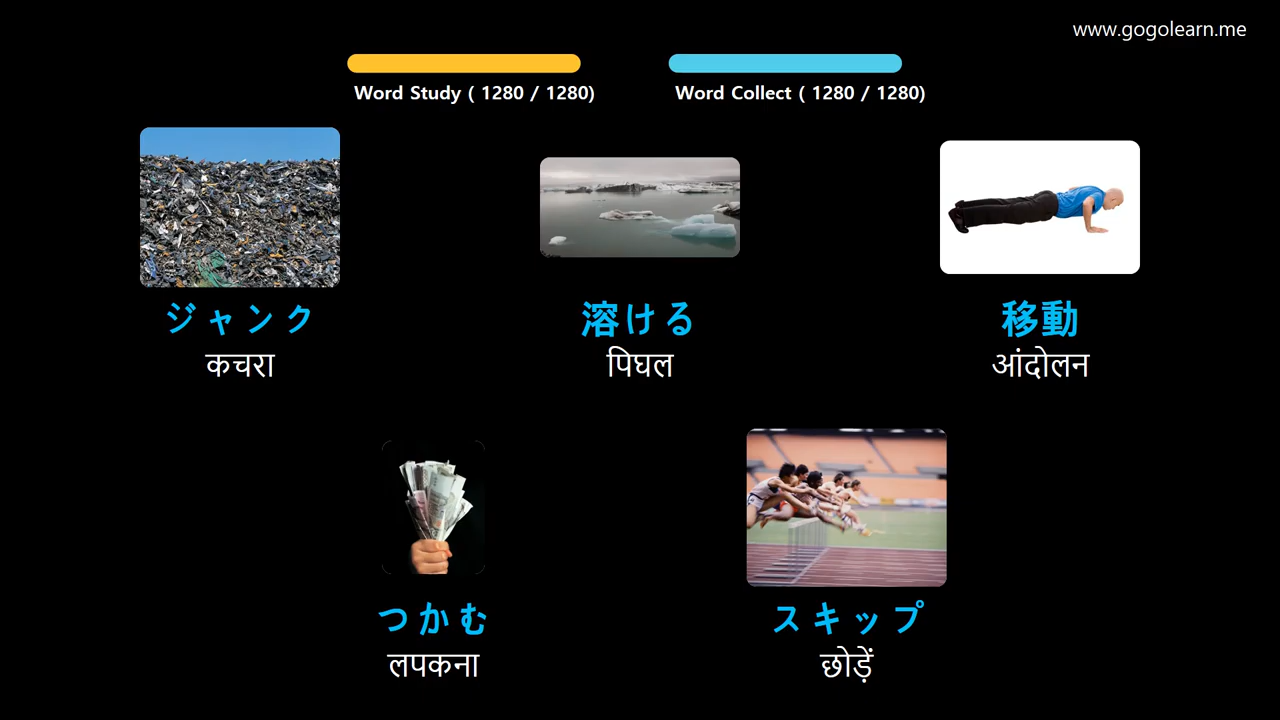 www.gogolearn.me
Word Study ( 1280 / 1280)
Word Collect ( 1280 / 1280)
ジャンク
कचरा
溶ける
पिघल
移動
आंदोलन
つかむ
लपकना
スキップ
छोड़ें